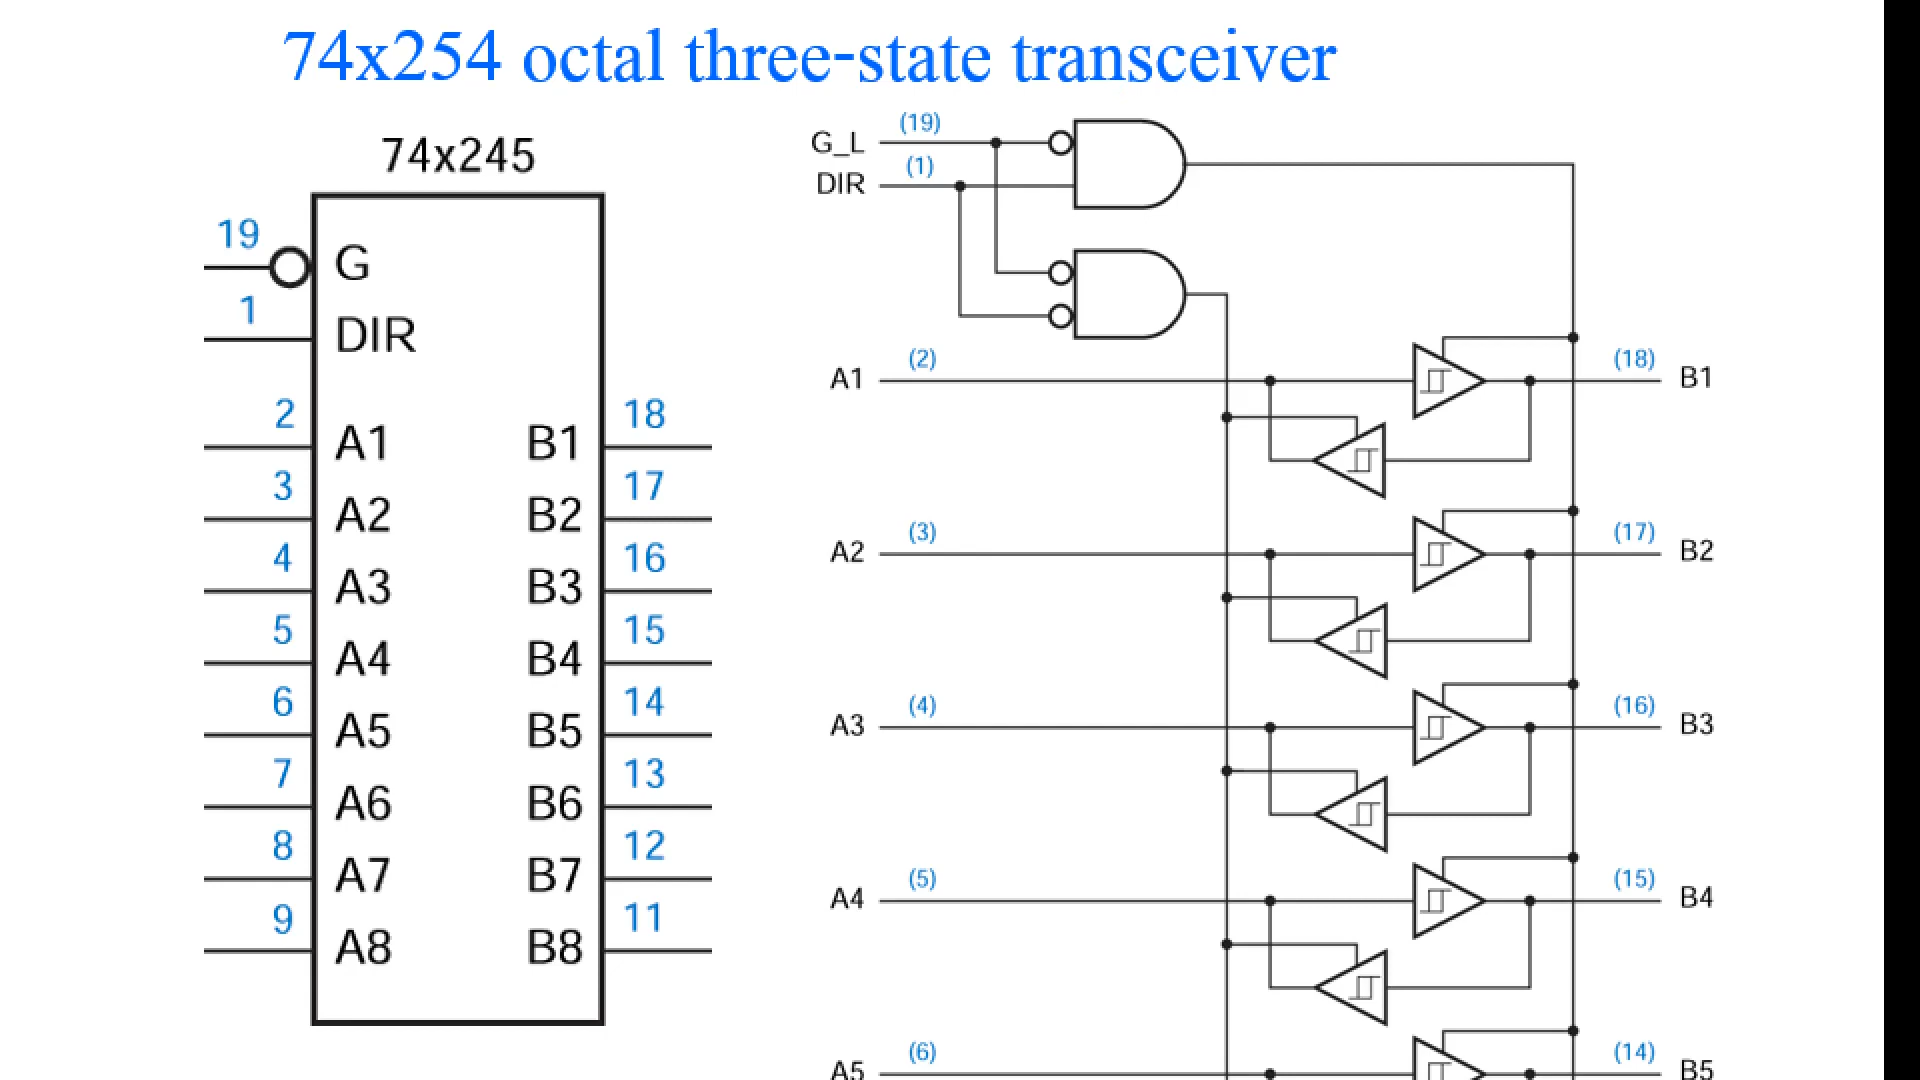 74x254 octal three-state transceiver
74x245
19
G
1
DIR
2 A1 B1 18
3 A2 B2 17
4 A3 B3 16
5 A4 B4 15
6 A5 B5 14
7 A6 B6 13
8 A7 B7 12
9 A8 B8 11
G_L (19)
DIR (1)
A1 (2) (18) B1
A2 (3) (17) B2
A3 (4) (16) B3
A4 (5) (15) B4
A5 (6) (14) B5